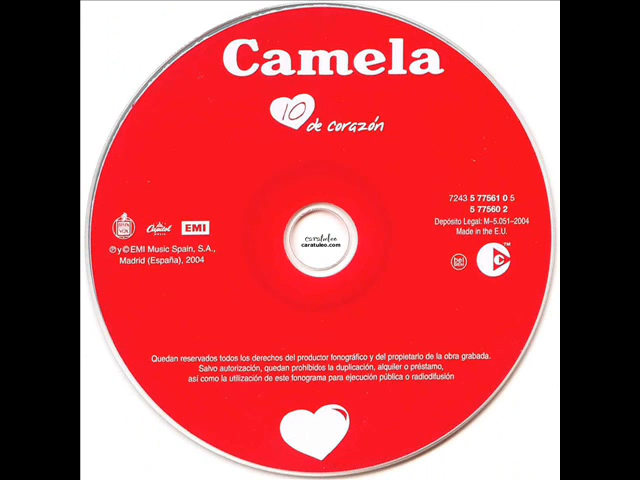 Camela
10
de corazón
7243 5 77561 0 5
5 77560 2
Depósito Legal: M-5.051-2004
Made in the E.U.
Capitol
EMI
℗ y © EMI Music Spain, S.A.,
Madrid (España), 2004
caratuleo
caratuleo.com
Quedan reservados todos los derechos del productor fonográfico y del propietario de la obra grabada.
Salvo autorización, quedan prohibidos la duplicación, alquiler o préstamo,
así como la utilización de este fonograma para ejecución pública o radiodifusión